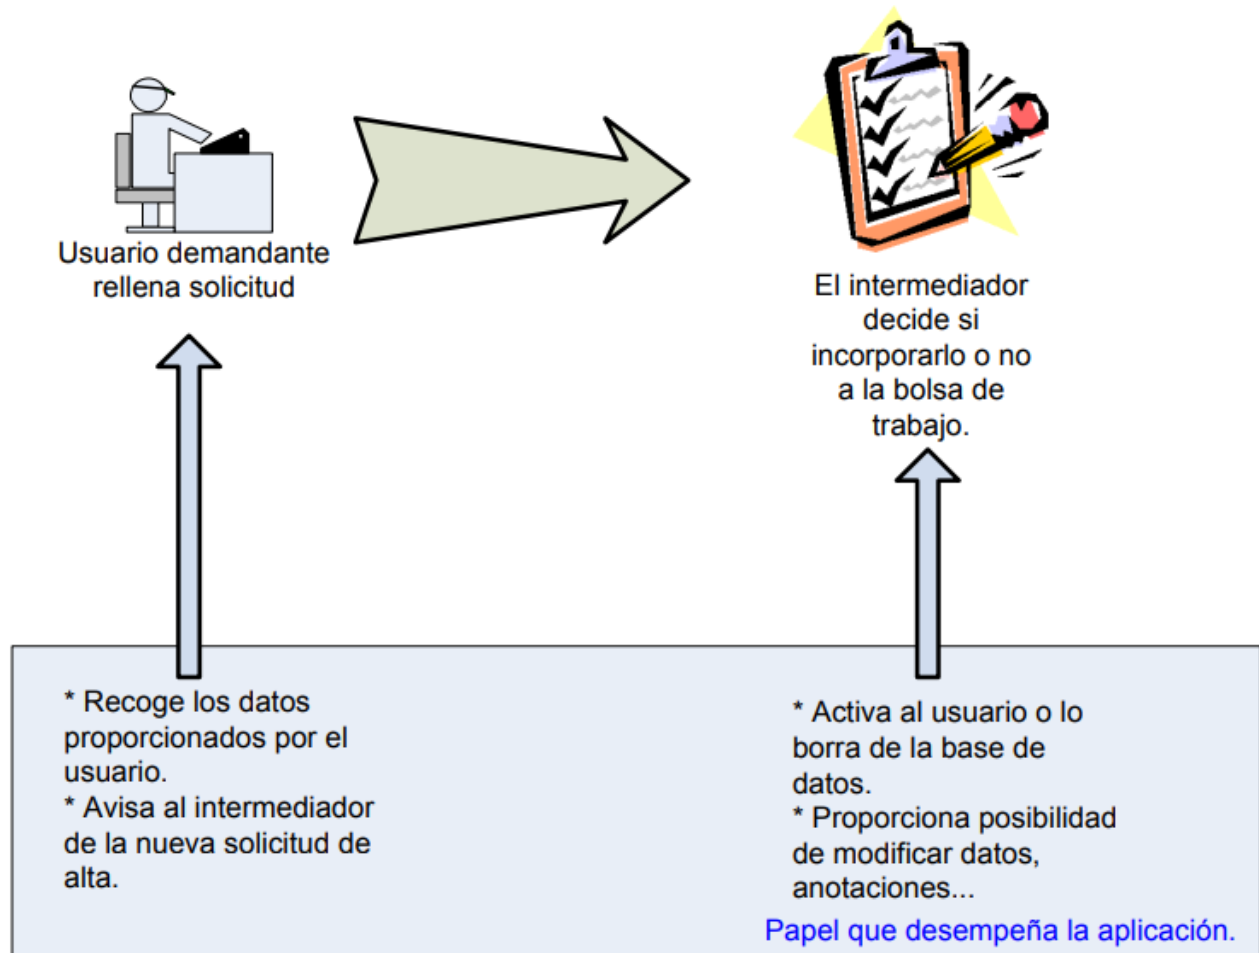 Usuario demandante
rellena solicitud
El intermediador
decide si
incorporarlo o no
a la bolsa de
trabajo.
* Recoge los datos
proporcionados por el
usuario.
* Avisa al intermediador
de la nueva solicitud de
alta.
* Activa al usuario o lo
borra de la base de
datos.
* Proporciona posibilidad
de modificar datos,
anotaciones...
Papel que desempeña la aplicación.